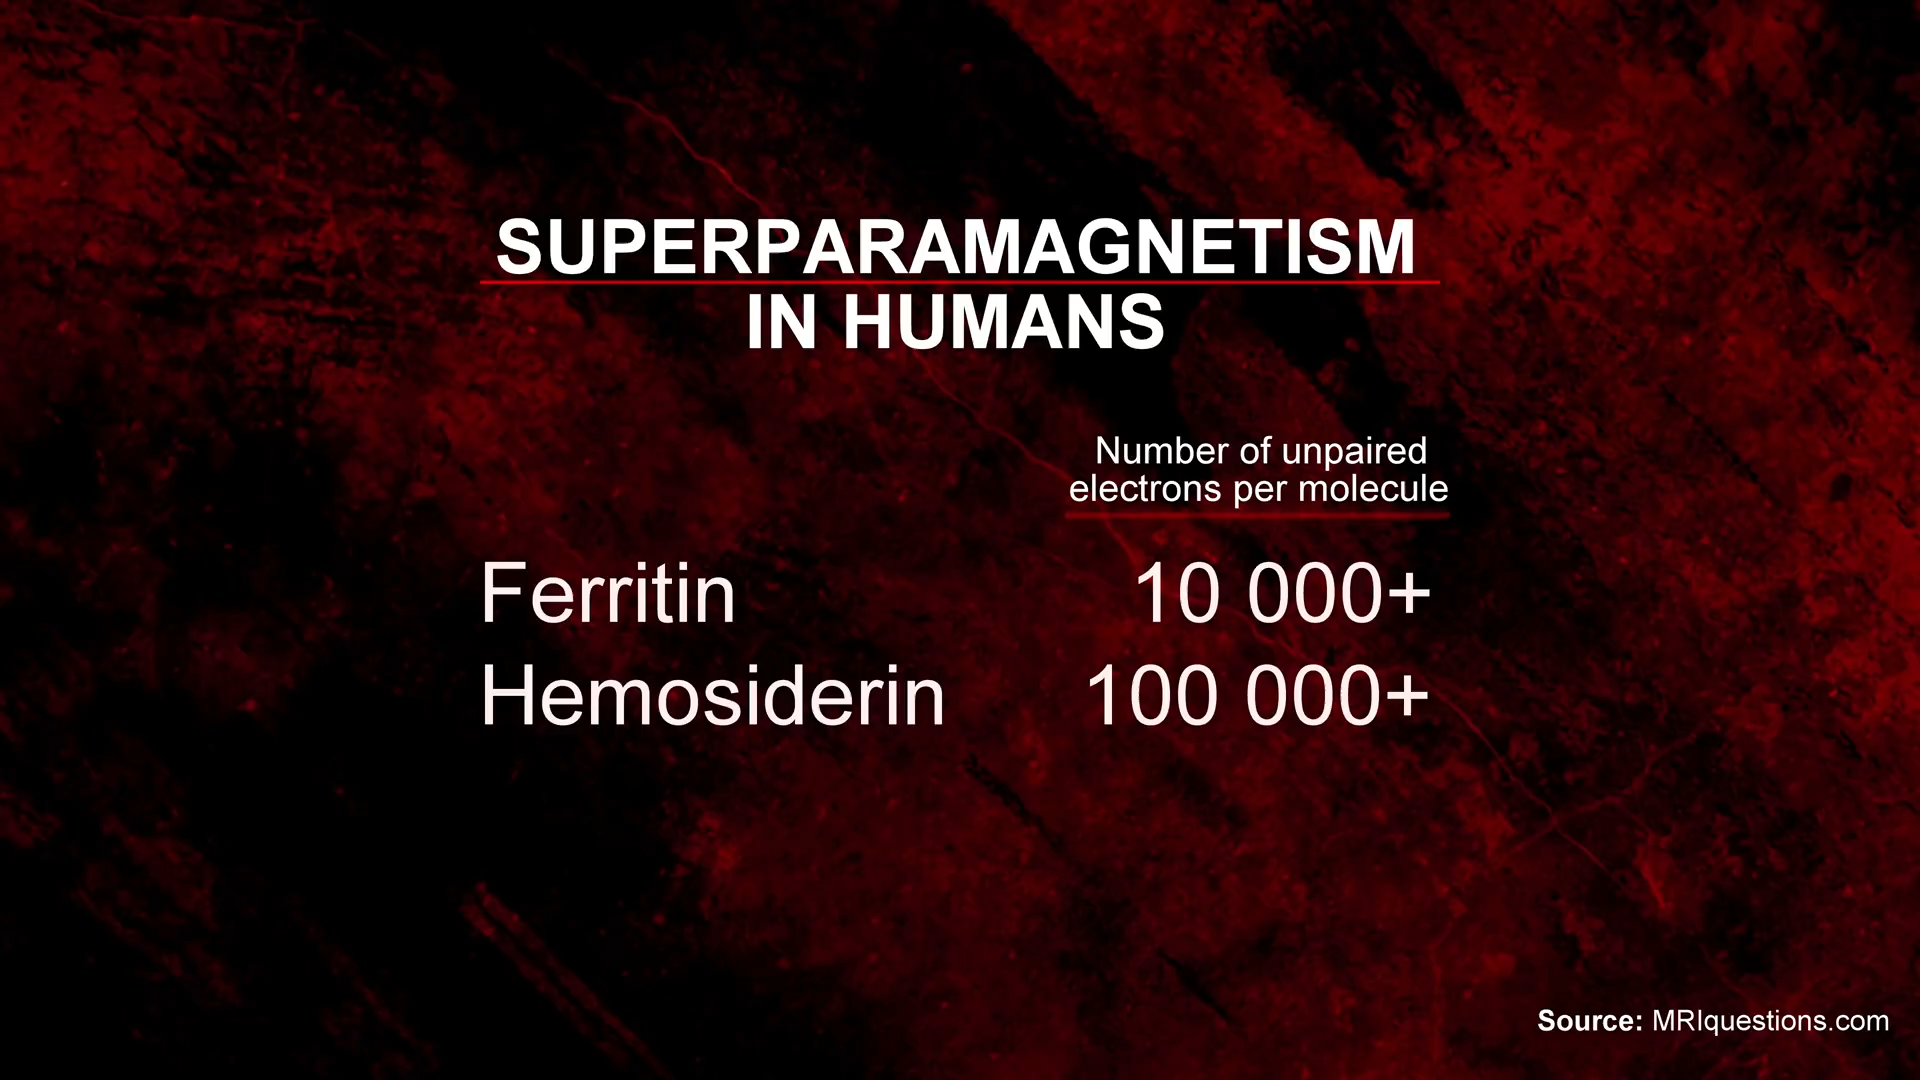 SUPERPARAMAGNETISM
IN HUMANS
Number of unpaired
electrons per molecule
Ferritin 10 000+
Hemosiderin 100 000+
Source: MRIquestions.com